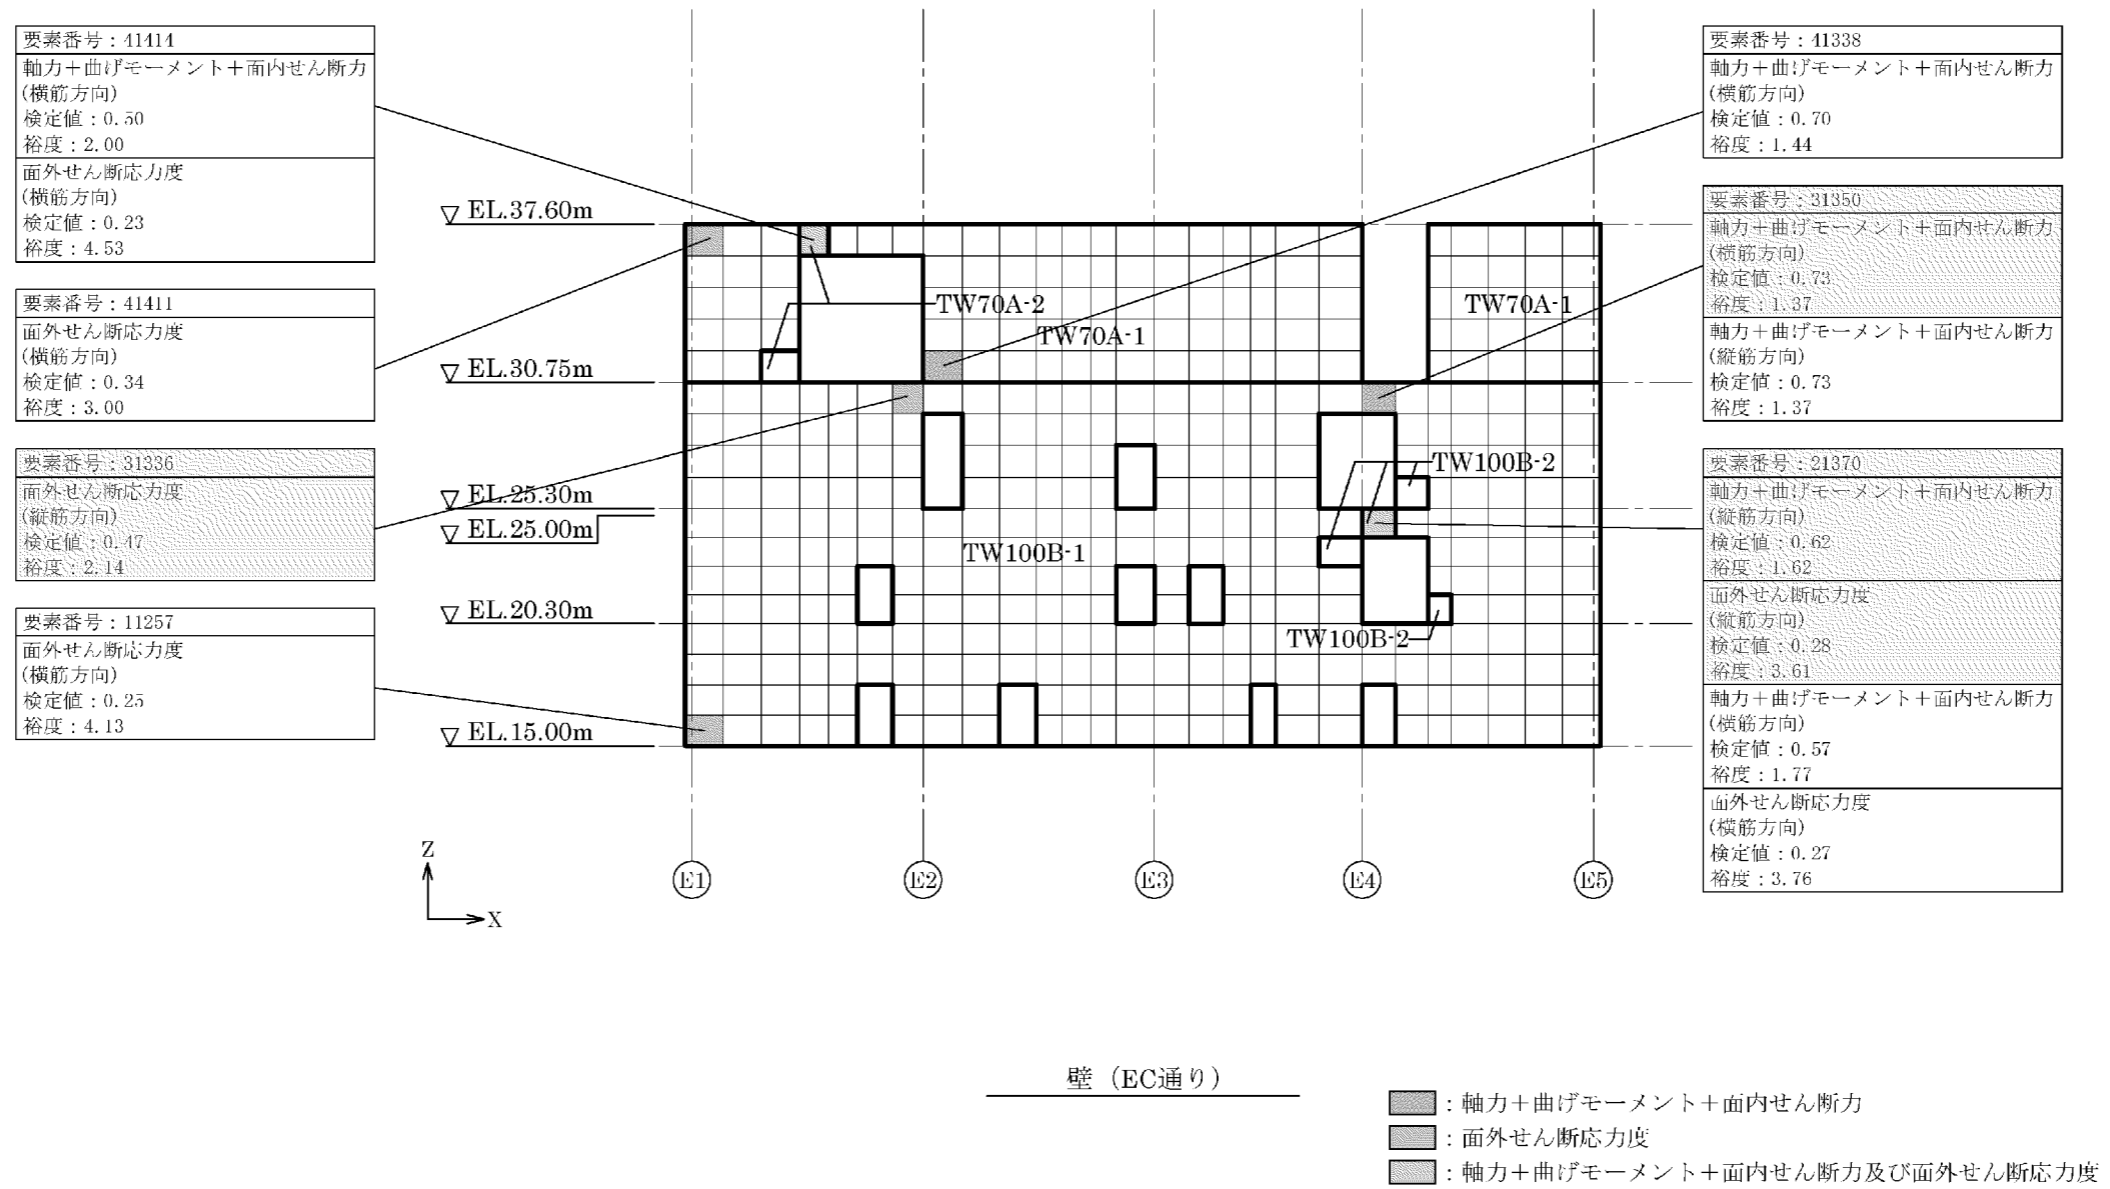 要素番号：41414
軸力＋曲げモーメント＋面内せん断力
(横筋方向)
検定値：0.50
裕度：2.00
面外せん断応力度
(横筋方向)
検定値：0.23
裕度：4.53
要素番号：41411
面外せん断応力度
(横筋方向)
検定値：0.34
裕度：3.00
要素番号：31336
面外せん断応力度
(縦筋方向)
検定値：0.47
裕度：2.14
要素番号：11257
面外せん断応力度
(横筋方向)
検定値：0.25
裕度：4.13
▽ EL.37.60m
▽ EL.30.75m
▽ EL.25.30m
▽ EL.25.00m
▽ EL.20.30m
▽ EL.15.00m
TW70A-2
TW70A-1
TW70A-1
TW100B-2
TW100B-1
TW100B-2
E1
E2
E3
E4
E5
Z
X
要素番号：41338
軸力＋曲げモーメント＋面内せん断力
(横筋方向)
検定値：0.70
裕度：1.44
要素番号：31350
軸力＋曲げモーメント＋面内せん断力
(横筋方向)
検定値：0.73
裕度：1.37
軸力＋曲げモーメント＋面内せん断力
(縦筋方向)
検定値：0.73
裕度：1.37
要素番号：21370
軸力＋曲げモーメント＋面内せん断力
(縦筋方向)
検定値：0.62
裕度：1.62
面外せん断応力度
(縦筋方向)
検定値：0.28
裕度：3.61
軸力＋曲げモーメント＋面内せん断力
(横筋方向)
検定値：0.57
裕度：1.77
面外せん断応力度
(横筋方向)
検定値：0.27
裕度：3.76
壁（EC通り）
：軸力＋曲げモーメント＋面内せん断力
：面外せん断応力度
：軸力＋曲げモーメント＋面内せん断力及び面外せん断応力度